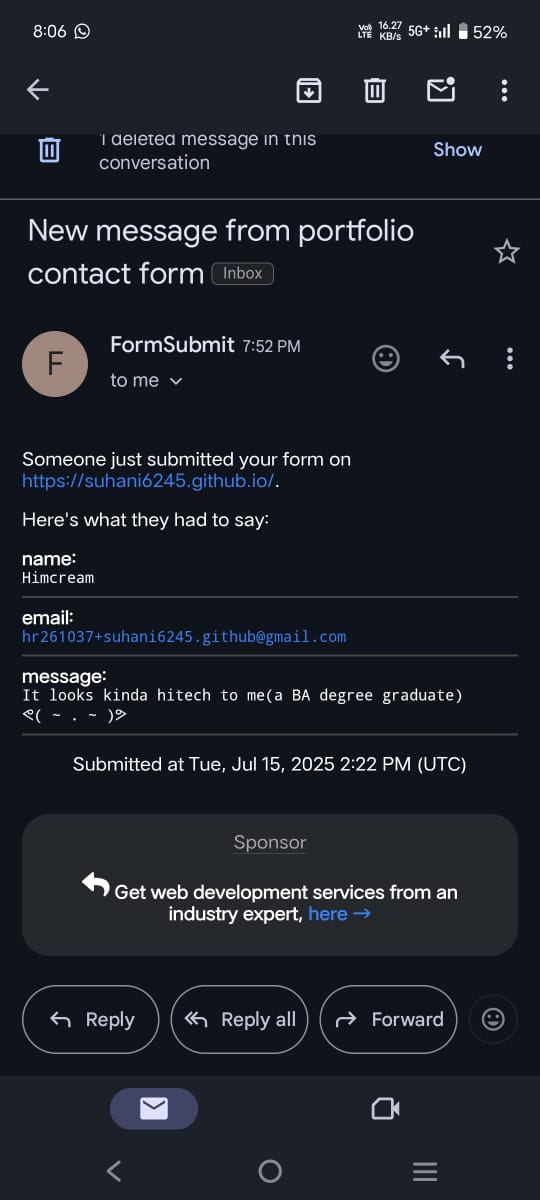 8:06
Vo) LTE 16.27 KB/s 5G+ 52%
1 deleted message in this
conversation
Show
New message from portfolio
contact form Inbox
F
FormSubmit 7:52 PM
to me
Someone just submitted your form on
https://suhani6245.github.io/.
Here's what they had to say:
name:
Himcream
email:
hr261037+suhani6245.github@gmail.com
message:
It looks kinda hitech to me(a BA degree graduate)
ᕙ( ~ . ~ )ᕗ
Submitted at Tue, Jul 15, 2025 2:22 PM (UTC)
Sponsor
Get web development services from an
industry expert, here →
Reply
Reply all
Forward